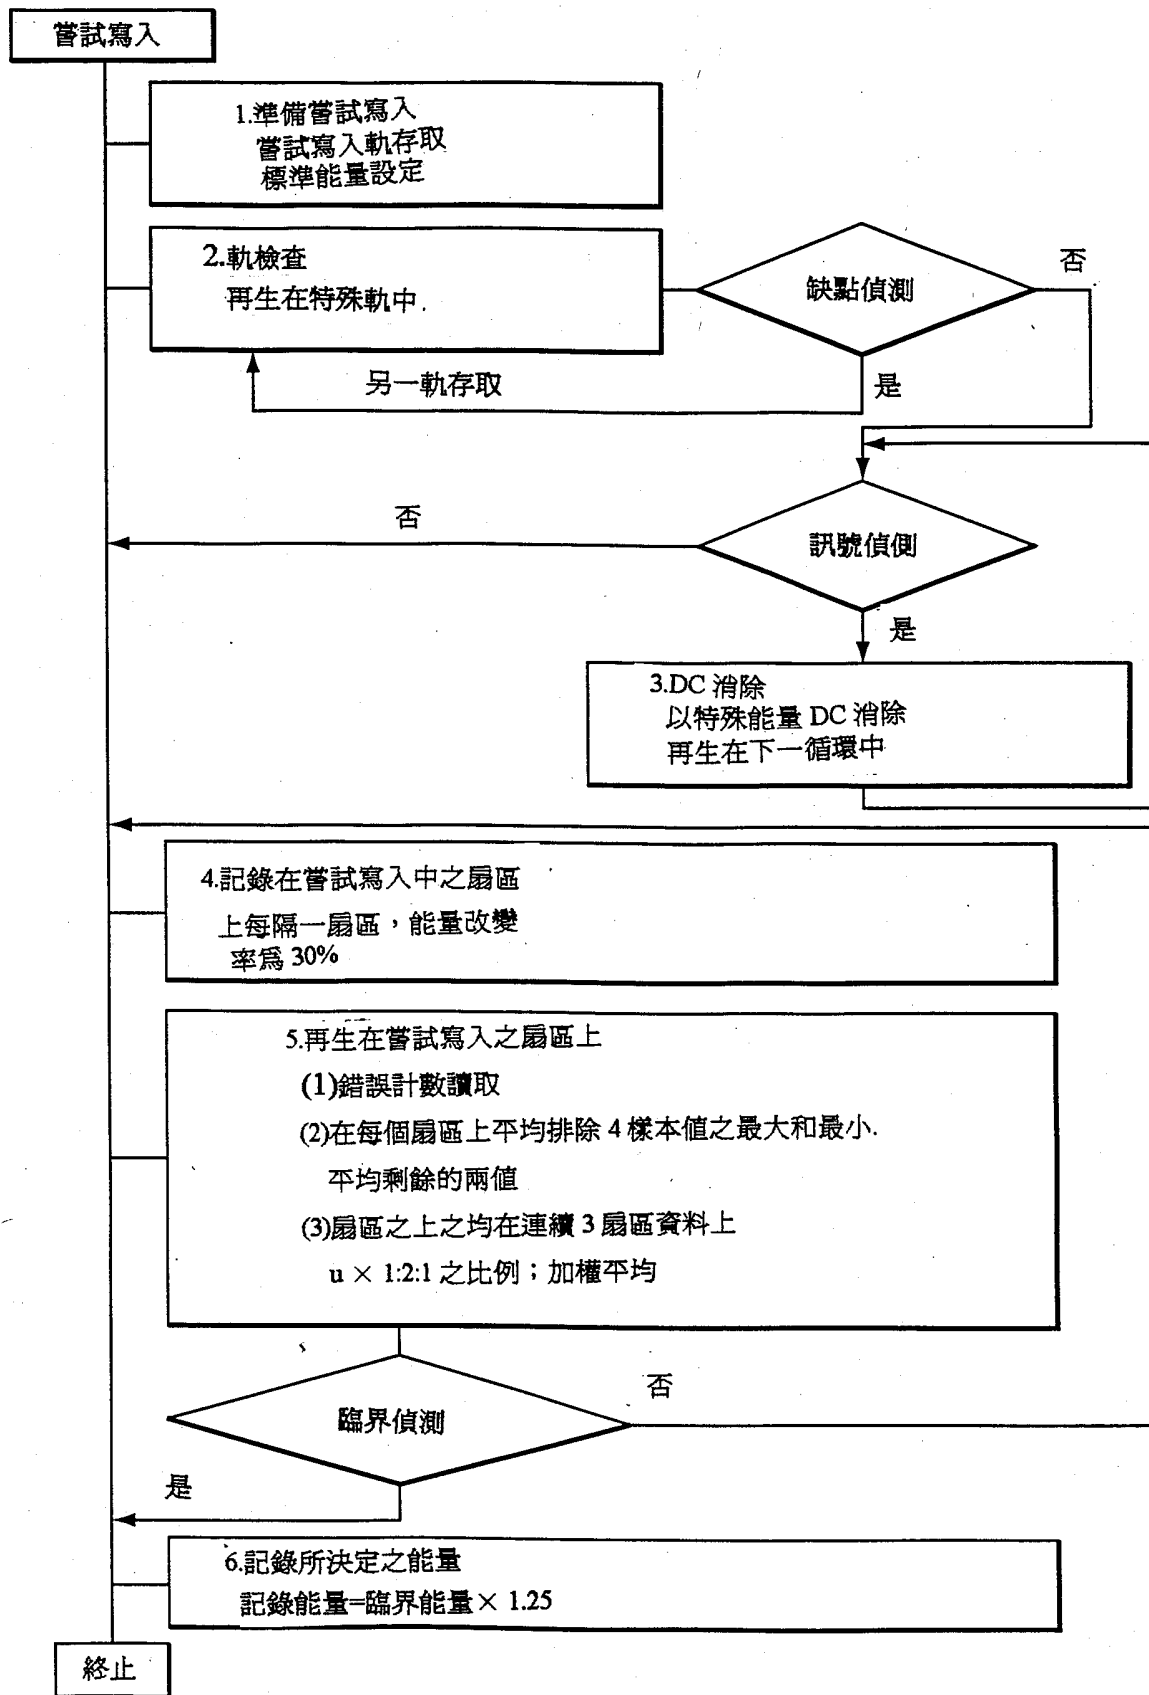 嘗試寫入
1.準備嘗試寫入
嘗試寫入軌存取
標準能量設定
2.軌檢查
再生在特殊軌中.
缺點偵測
否
另一軌存取
是
否
訊號偵側
是
3.DC 消除
以特殊能量 DC 消除
再生在下一循環中
4.記錄在嘗試寫入中之扇區
上每隔一扇區，能量改變
率為 30%
5.再生在嘗試寫入之扇區上
(1)錯誤計數讀取
(2)在每個扇區上平均排除 4 樣本值之最大和最小.
平均剩餘的兩值
(3)扇區之上之均在連續 3 扇區資料上
u × 1:2:1 之比例；加權平均
臨界偵測
否
是
6.記錄所決定之能量
記錄能量=臨界能量× 1.25
終止